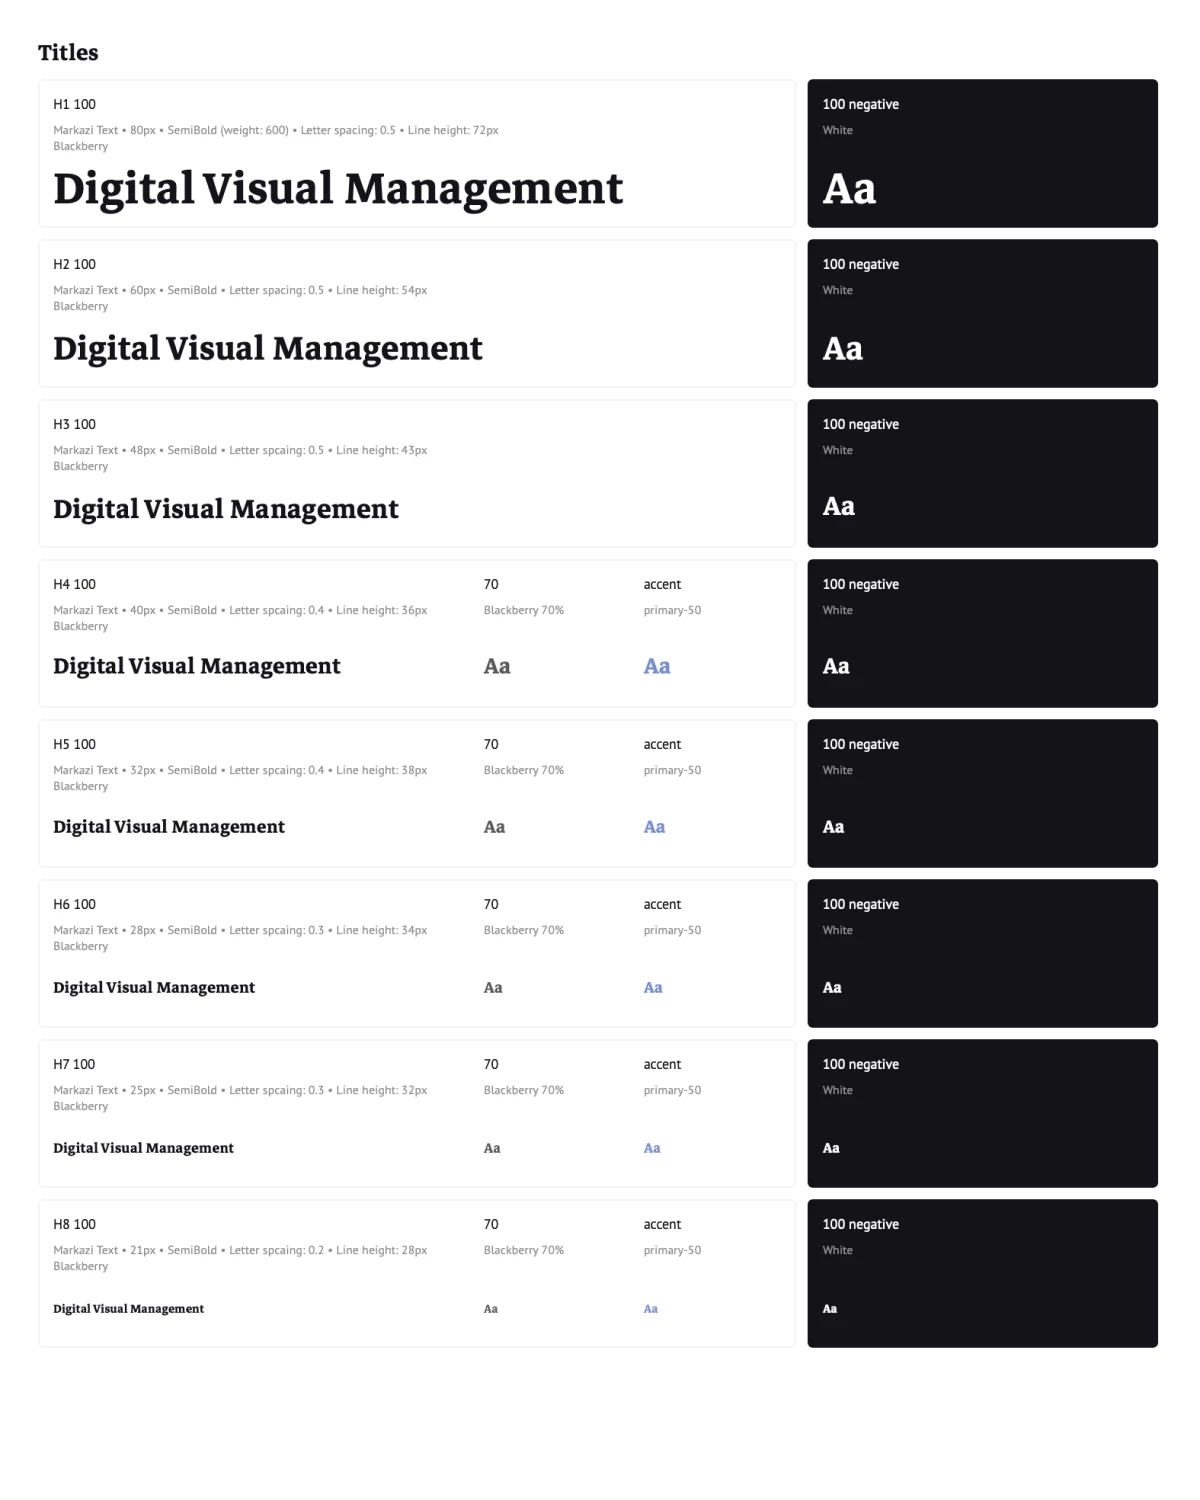 Titles
H1 100
Markazi Text • 80px • SemiBold (weight: 600) • Letter spacing: 0.5 • Line height: 72px
Blackberry
Digital Visual Management
100 negative
White
Aa
H2 100
Markazi Text • 60px • SemiBold • Letter spacing: 0.5 • Line height: 54px
Blackberry
Digital Visual Management
100 negative
White
Aa
H3 100
Markazi Text • 48px • SemiBold • Letter spcaing: 0.5 • Line height: 43px
Blackberry
Digital Visual Management
100 negative
White
Aa
H4 100
Markazi Text • 40px • SemiBold • Letter spcaing: 0.4 • Line height: 36px
Blackberry
Digital Visual Management
70
Blackberry 70%
Aa
accent
primary-50
Aa
100 negative
White
Aa
H5 100
Markazi Text • 32px • SemiBold • Letter spcaing: 0.4 • Line height: 38px
Blackberry
Digital Visual Management
70
Blackberry 70%
Aa
accent
primary-50
Aa
100 negative
White
Aa
H6 100
Markazi Text • 28px • SemiBold • Letter spcaing: 0.3 • Line height: 34px
Blackberry
Digital Visual Management
70
Blackberry 70%
Aa
accent
primary-50
Aa
100 negative
White
Aa
H7 100
Markazi Text • 25px • SemiBold • Letter spcaing: 0.3 • Line height: 32px
Blackberry
Digital Visual Management
70
Blackberry 70%
Aa
accent
primary-50
Aa
100 negative
White
Aa
H8 100
Markazi Text • 21px • SemiBold • Letter spcaing: 0.2 • Line height: 28px
Blackberry
Digital Visual Management
70
Blackberry 70%
Aa
accent
primary-50
Aa
100 negative
White
Aa